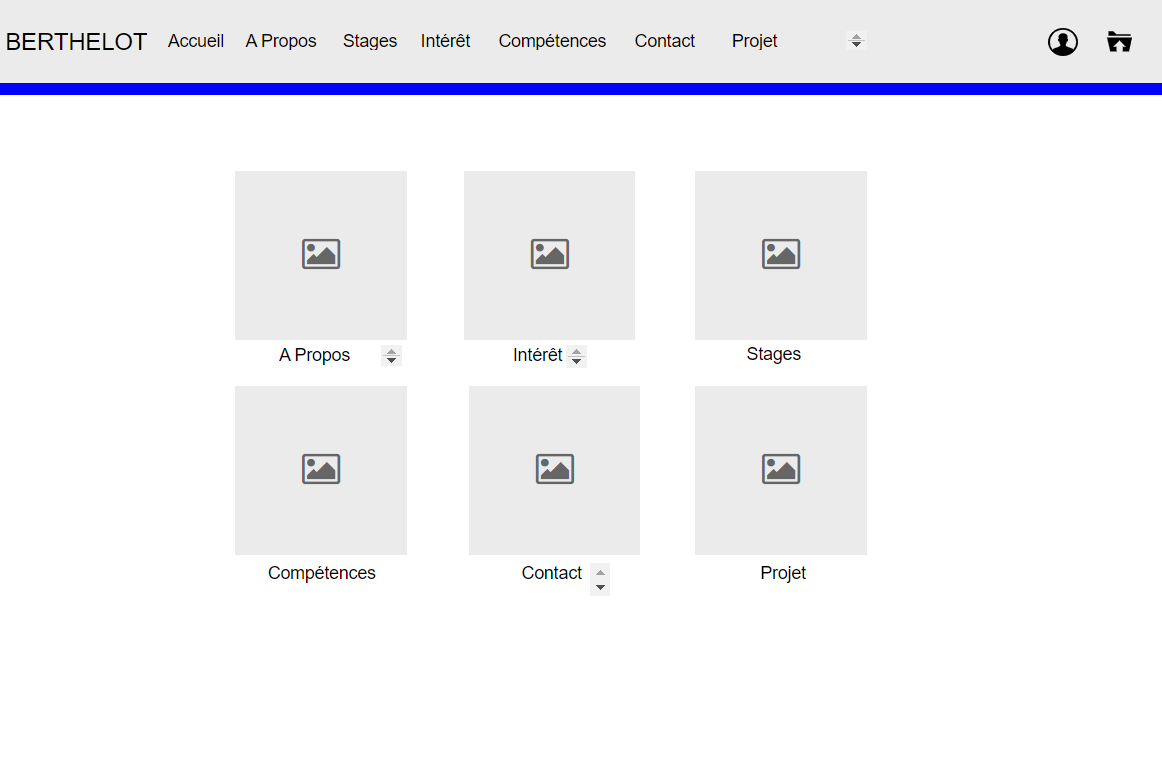 BERTHELOT Accueil A Propos Stages Intérêt Compétences Contact Projet
A Propos Intérêt Stages
Compétences Contact Projet